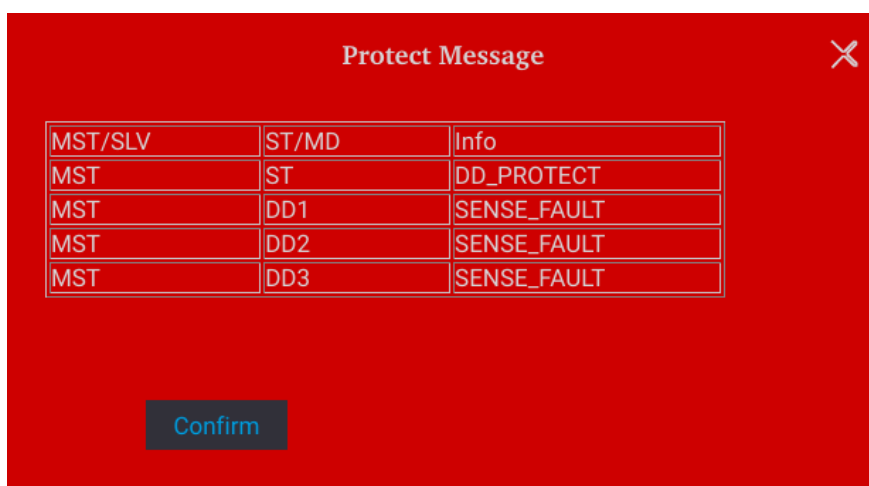 Protect Message
MST/SLV ST/MD Info
MST ST DD_PROTECT
MST DD1 SENSE_FAULT
MST DD2 SENSE_FAULT
MST DD3 SENSE_FAULT
Confirm